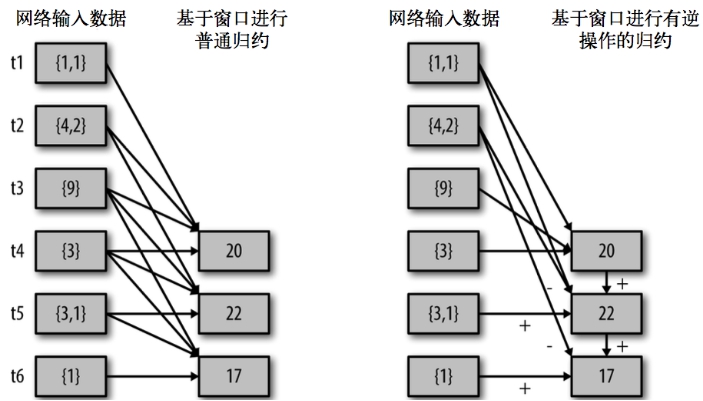 网络输入数据
基于窗口进行
普通归约
t1
{1,1}
t2
{4,2}
t3
{9}
t4
{3}
20
t5
{3,1}
22
t6
{1}
17
网络输入数据
基于窗口进行有逆
操作的归约
{1,1}
{4,2}
{9}
{3}
20
-
+
{3,1}
+
22
-
+
{1}
+
17